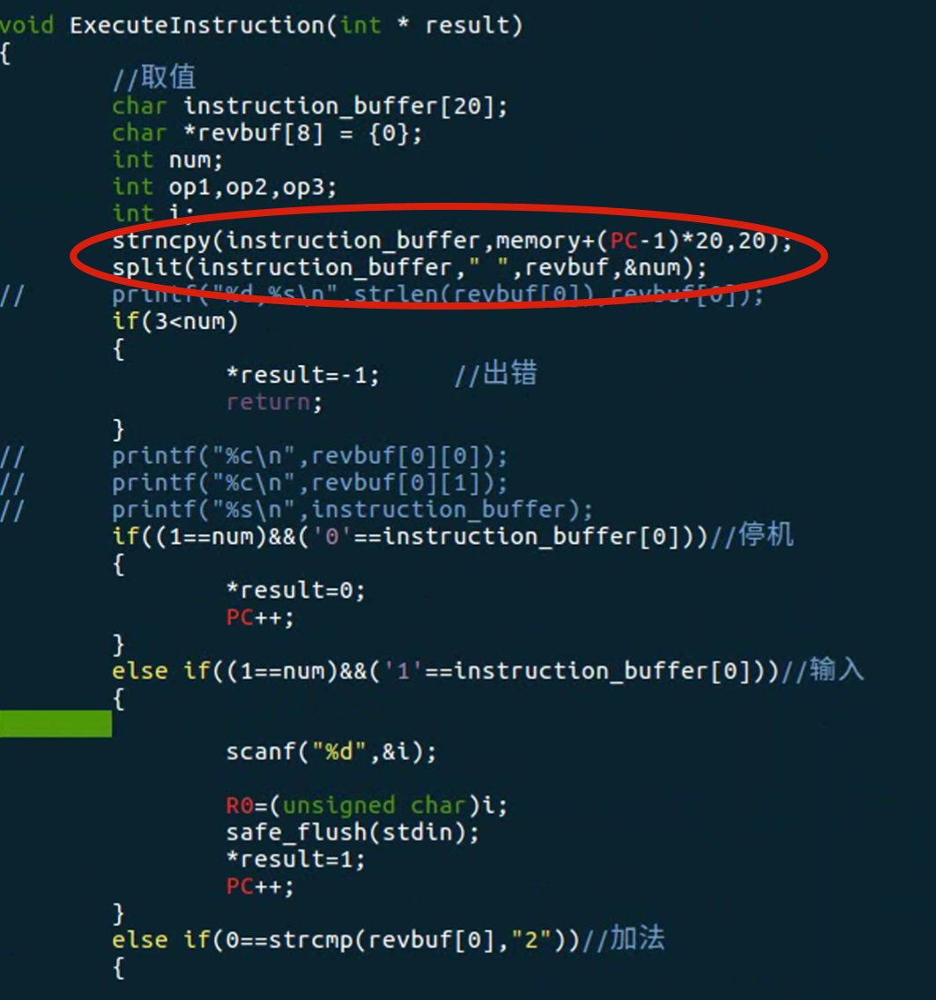 void ExecuteInstruction(int * result)
{
//取值
char instruction_buffer[20];
char *revbuf[8] = {0};
int num;
int op1,op2,op3;
int i;
strncpy(instruction_buffer,memory+(PC-1)*20,20);
split(instruction_buffer," ",revbuf,&num);
// printf("%d,%s\n",strlen(revbuf[0]),revbuf[0]);
if(3<num)
{
*result=-1; //出错
return;
}
// printf("%c\n",revbuf[0][0]);
// printf("%c\n",revbuf[0][1]);
// printf("%s\n",instruction_buffer);
if((1==num)&&('0'==instruction_buffer[0]))//停机
{
*result=0;
PC++;
}
else if((1==num)&&('1'==instruction_buffer[0]))//输入
{
scanf("%d",&i);
R0=(unsigned char)i;
safe_flush(stdin);
*result=1;
PC++;
}
else if(0==strcmp(revbuf[0],"2"))//加法
{